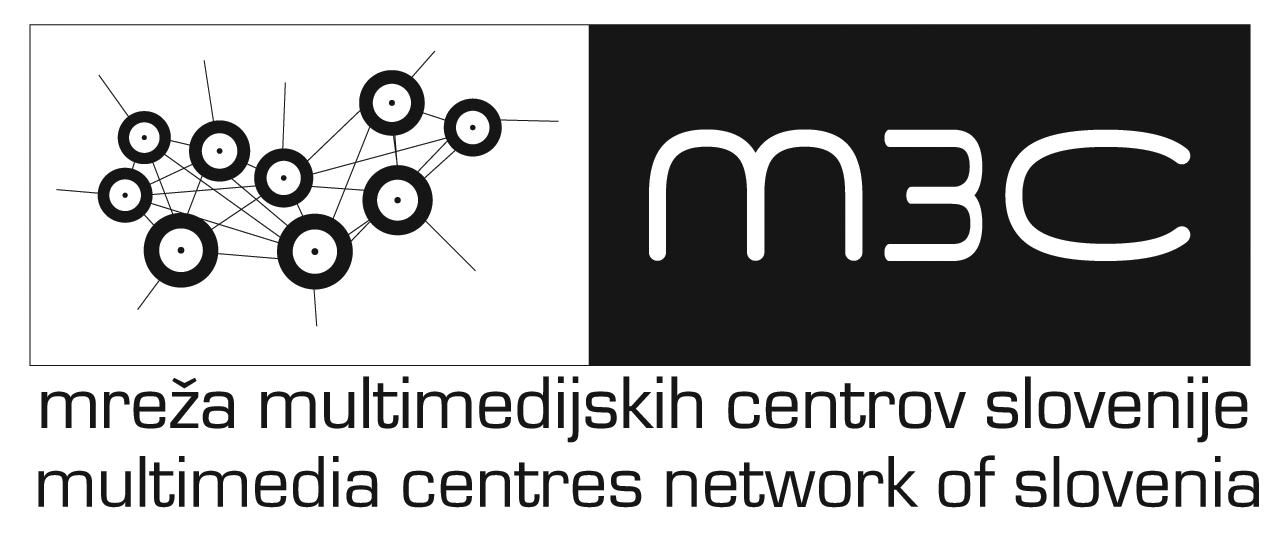 m3c
mreža multimedijskih centrov slovenije
multimedia centres network of slovenia